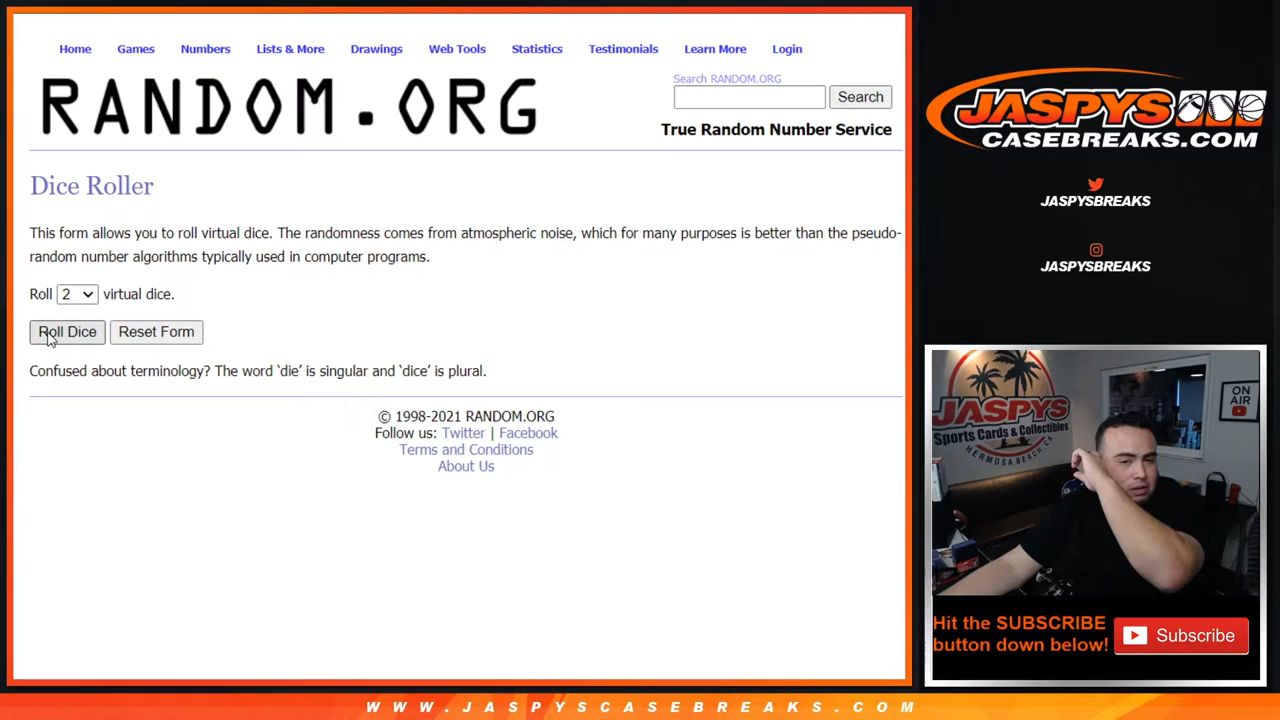 Home Games Numbers Lists & More Drawings Web Tools Statistics Testimonials Learn More Login
RANDOM.ORG
Search RANDOM.ORG
Search
True Random Number Service
Dice Roller
This form allows you to roll virtual dice. The randomness comes from atmospheric noise, which for many purposes is better than the pseudo-
random number algorithms typically used in computer programs.
Roll 2 virtual dice.
Roll Dice Reset Form
Confused about terminology? The word ‘die’ is singular and ‘dice’ is plural.
© 1998-2021 RANDOM.ORG
Follow us: Twitter | Facebook
Terms and Conditions
About Us
JASPYS
CASEBREAKS.COM
JASPYSBREAKS
JASPYSBREAKS
JASPYS
Sports Cards & Collectibles
HERMOSA BEACH, CA
ON
AIR
Hit the SUBSCRIBE
button down below!
Subscribe
WWW.JASPYSCASEBREAKS.COM